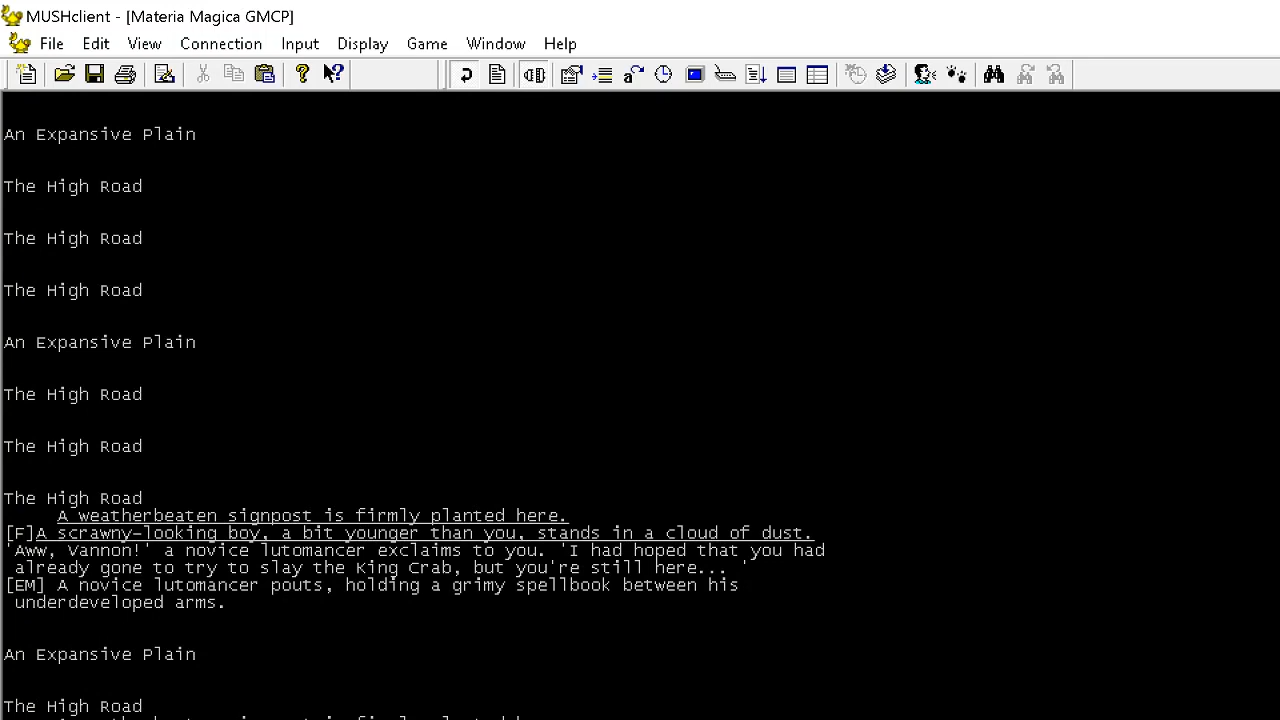 MUSHclient - [Materia Magica GMCP]
File Edit View Connection Input Display Game Window Help
An Expansive Plain
The High Road
The High Road
The High Road
An Expansive Plain
The High Road
The High Road
The High Road
A weatherbeaten signpost is firmly planted here.
[F]A scrawny-looking boy, a bit younger than you, stands in a cloud of dust.
'Aww, Vannon!' a novice lutomancer exclaims to you. 'I had hoped that you had
already gone to try to slay the King Crab, but you're still here... '
[EM] A novice lutomancer pouts, holding a grimy spellbook between his
underdeveloped arms.
An Expansive Plain
The High Road